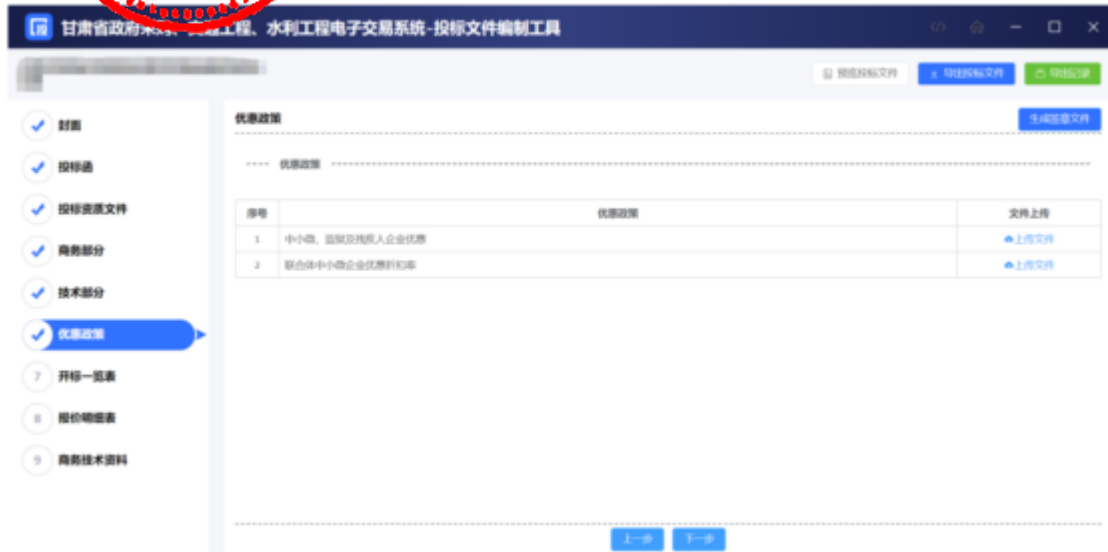 投 甘肃省政府采购、交通工程、水利工程电子交易系统-投标文件编制工具
预览投标文件 导出投标文件 导出记录
封面
投标函
投标资质文件
商务部分
技术部分
优惠政策
7 开标一览表
8 报价明细表
9 商务技术资料
优惠政策 生成签章文件
优惠政策
序号 优惠政策 文件上传
1 中小微、监狱及残疾人企业优惠 上传文件
2 联合体中小微企业优惠折扣率 上传文件
上一步 下一步